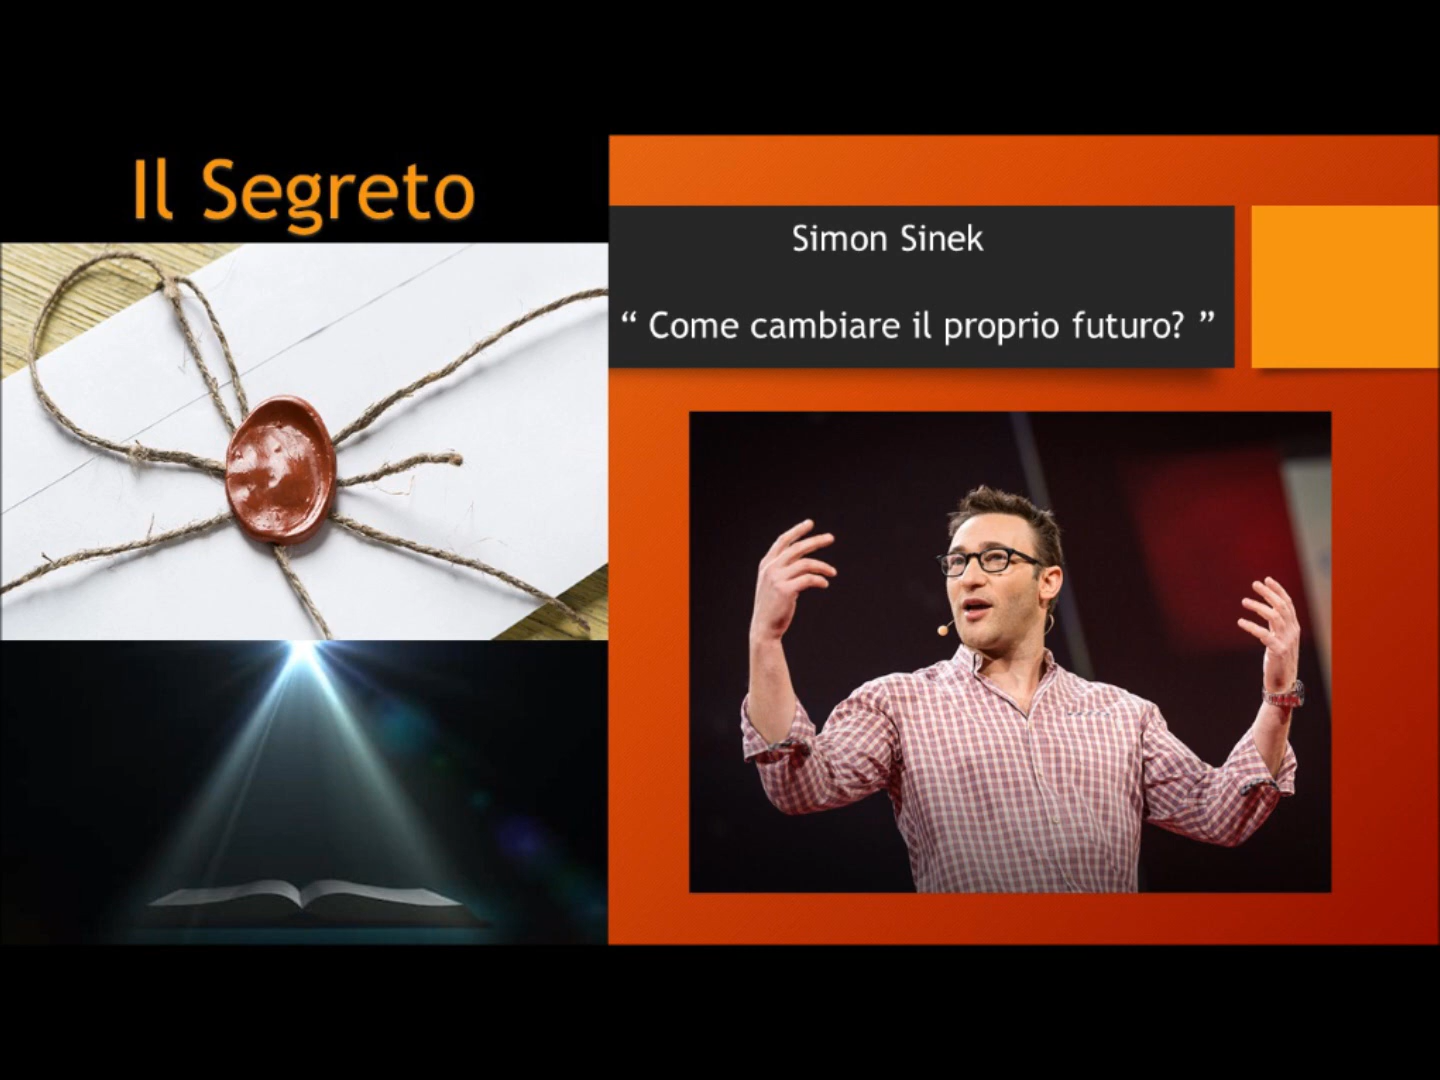 Il Segreto
Simon Sinek
“ Come cambiare il proprio futuro? ”